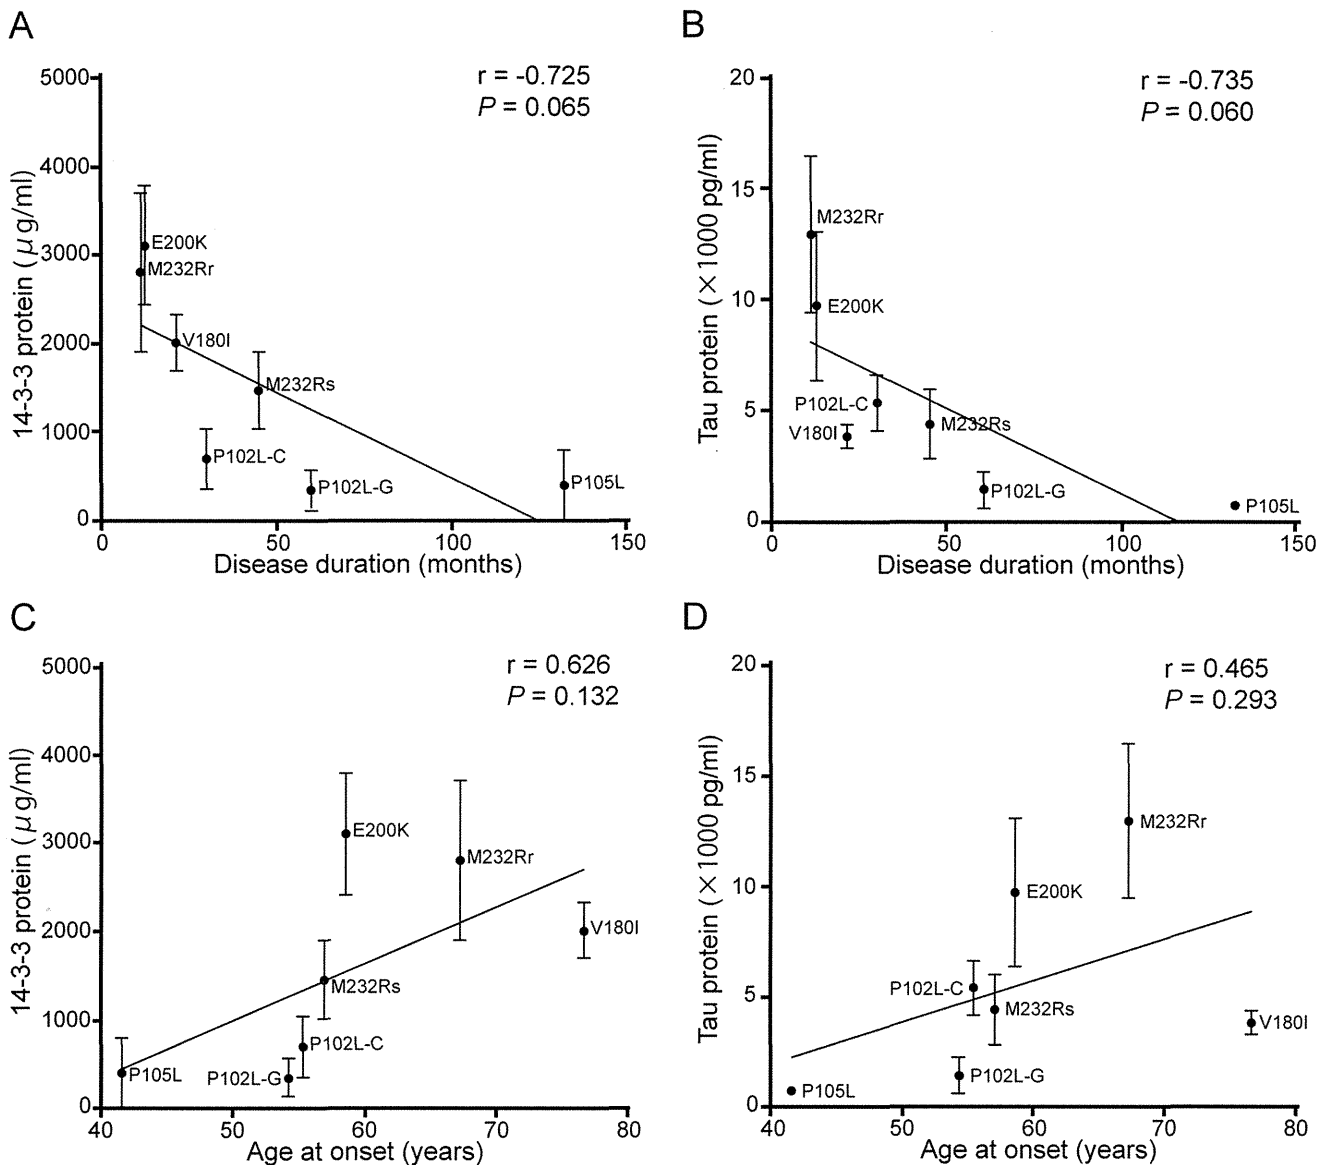 A
r = -0.725
P = 0.065
5000
4000
3000
2000
1000
0
14-3-3 protein (μg/ml)
E200K
M232Rr
V180I
M232Rs
P102L-C
P102L-G
P105L
0 50 100 150
Disease duration (months)
B
r = -0.735
P = 0.060
20
15
10
5
0
Tau protein (×1000 pg/ml)
M232Rr
E200K
P102L-C
M232Rs
V180I
P102L-G
P105L
0 50 100 150
Disease duration (months)
C
r = 0.626
P = 0.132
5000
4000
3000
2000
1000
0
14-3-3 protein (μg/ml)
E200K
M232Rr
V180I
M232Rs
P102L-C
P105L
P102L-G
40 50 60 70 80
Age at onset (years)
D
r = 0.465
P = 0.293
20
15
10
5
0
Tau protein (×1000 pg/ml)
M232Rr
E200K
P102L-C
M232Rs
V180I
P102L-G
P105L
40 50 60 70 80
Age at onset (years)